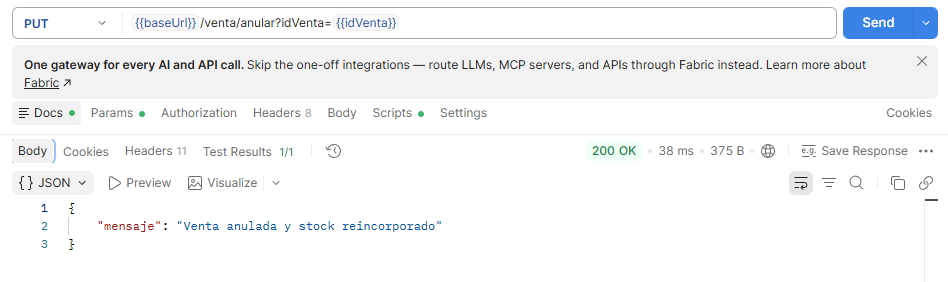 PUT {{baseUrl}} /venta/anular?idVenta= {{idVenta}} Send
One gateway for every AI and API call. Skip the one-off integrations — route LLMs, MCP servers, and APIs through Fabric instead. Learn more about
Fabric ↗
Docs Params Authorization Headers 8 Body Scripts Settings Cookies
Body Cookies Headers 11 Test Results 1/1 200 OK 38 ms 375 B e.g. Save Response
{} JSON Preview Visualize
1 {
2 "mensaje": "Venta anulada y stock reincorporado"
3 }